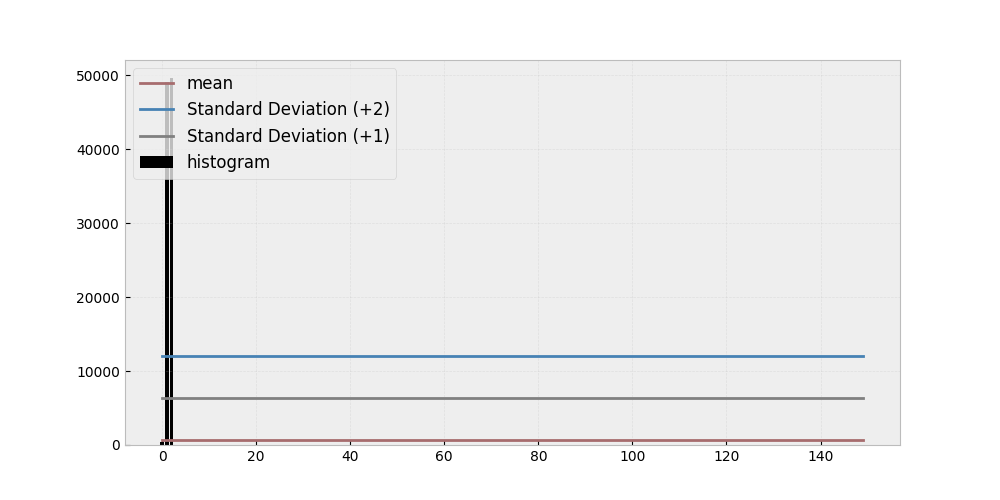 50000
40000
30000
20000
10000
0
mean
Standard Deviation (+2)
Standard Deviation (+1)
histogram
0 20 40 60 80 100 120 140